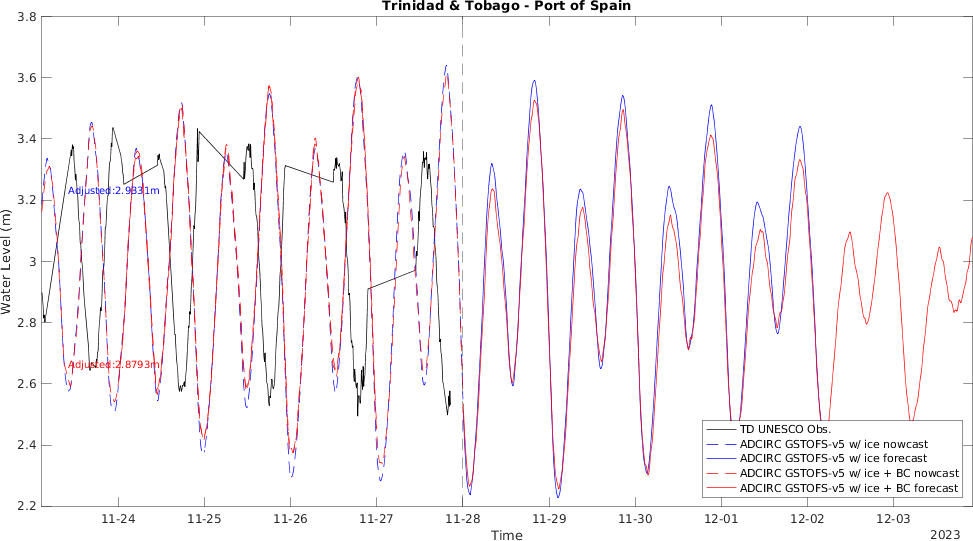 Trinidad & Tobago - Port of Spain
3.8
3.6
3.4
3.2
3
2.8
2.6
2.4
2.2
Water Level (m)
Adjusted:2.9331m
Adjusted:2.8793m
TD UNESCO Obs.
ADCIRC GSTOFS-v5 w/ ice nowcast
ADCIRC GSTOFS-v5 w/ ice forecast
ADCIRC GSTOFS-v5 w/ ice + BC nowcast
ADCIRC GSTOFS-v5 w/ ice + BC forecast
11-24 11-25 11-26 11-27 11-28 11-29 11-30 12-01 12-02 12-03
Time
2023